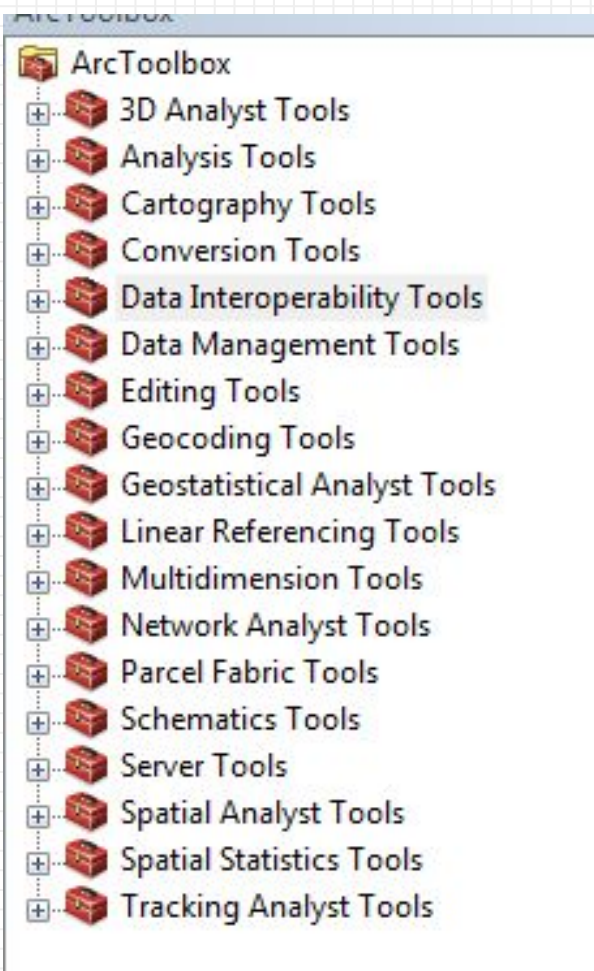 ArcToolbox
ArcToolbox
3D Analyst Tools
Analysis Tools
Cartography Tools
Conversion Tools
Data Interoperability Tools
Data Management Tools
Editing Tools
Geocoding Tools
Geostatistical Analyst Tools
Linear Referencing Tools
Multidimension Tools
Network Analyst Tools
Parcel Fabric Tools
Schematics Tools
Server Tools
Spatial Analyst Tools
Spatial Statistics Tools
Tracking Analyst Tools